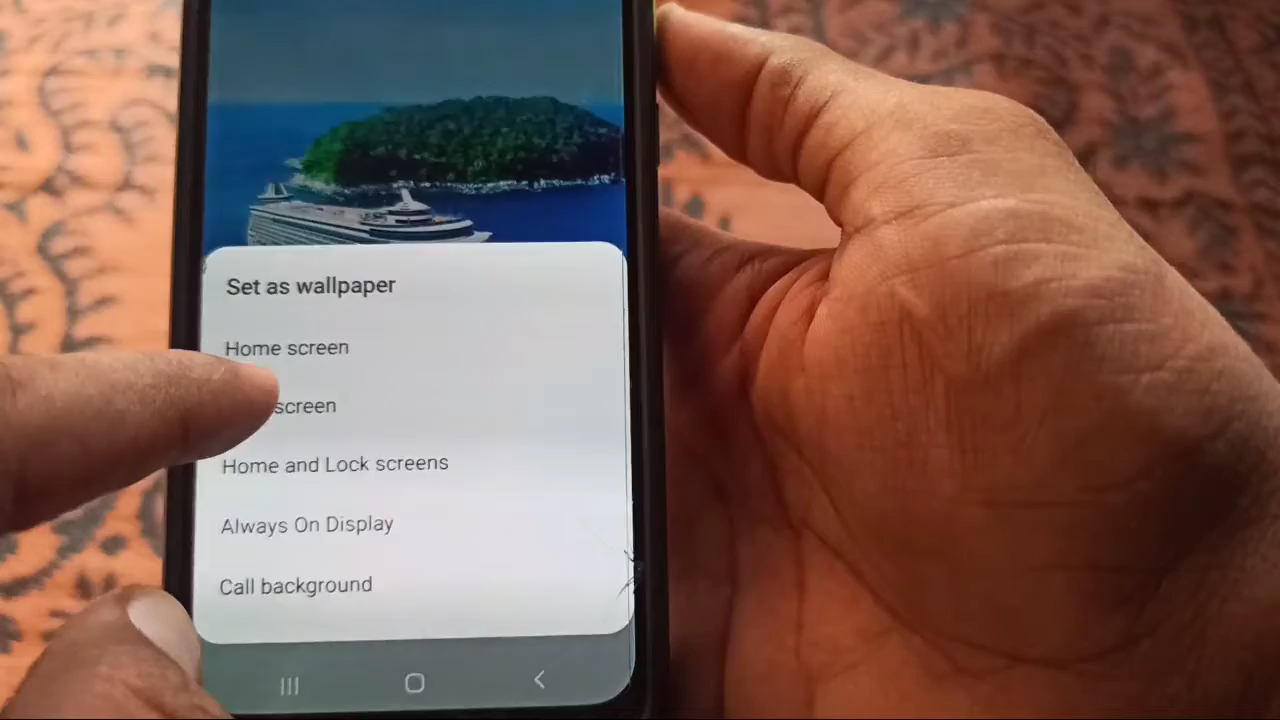 Set as wallpaper
Home screen
screen
Home and Lock screens
Always On Display
Call background